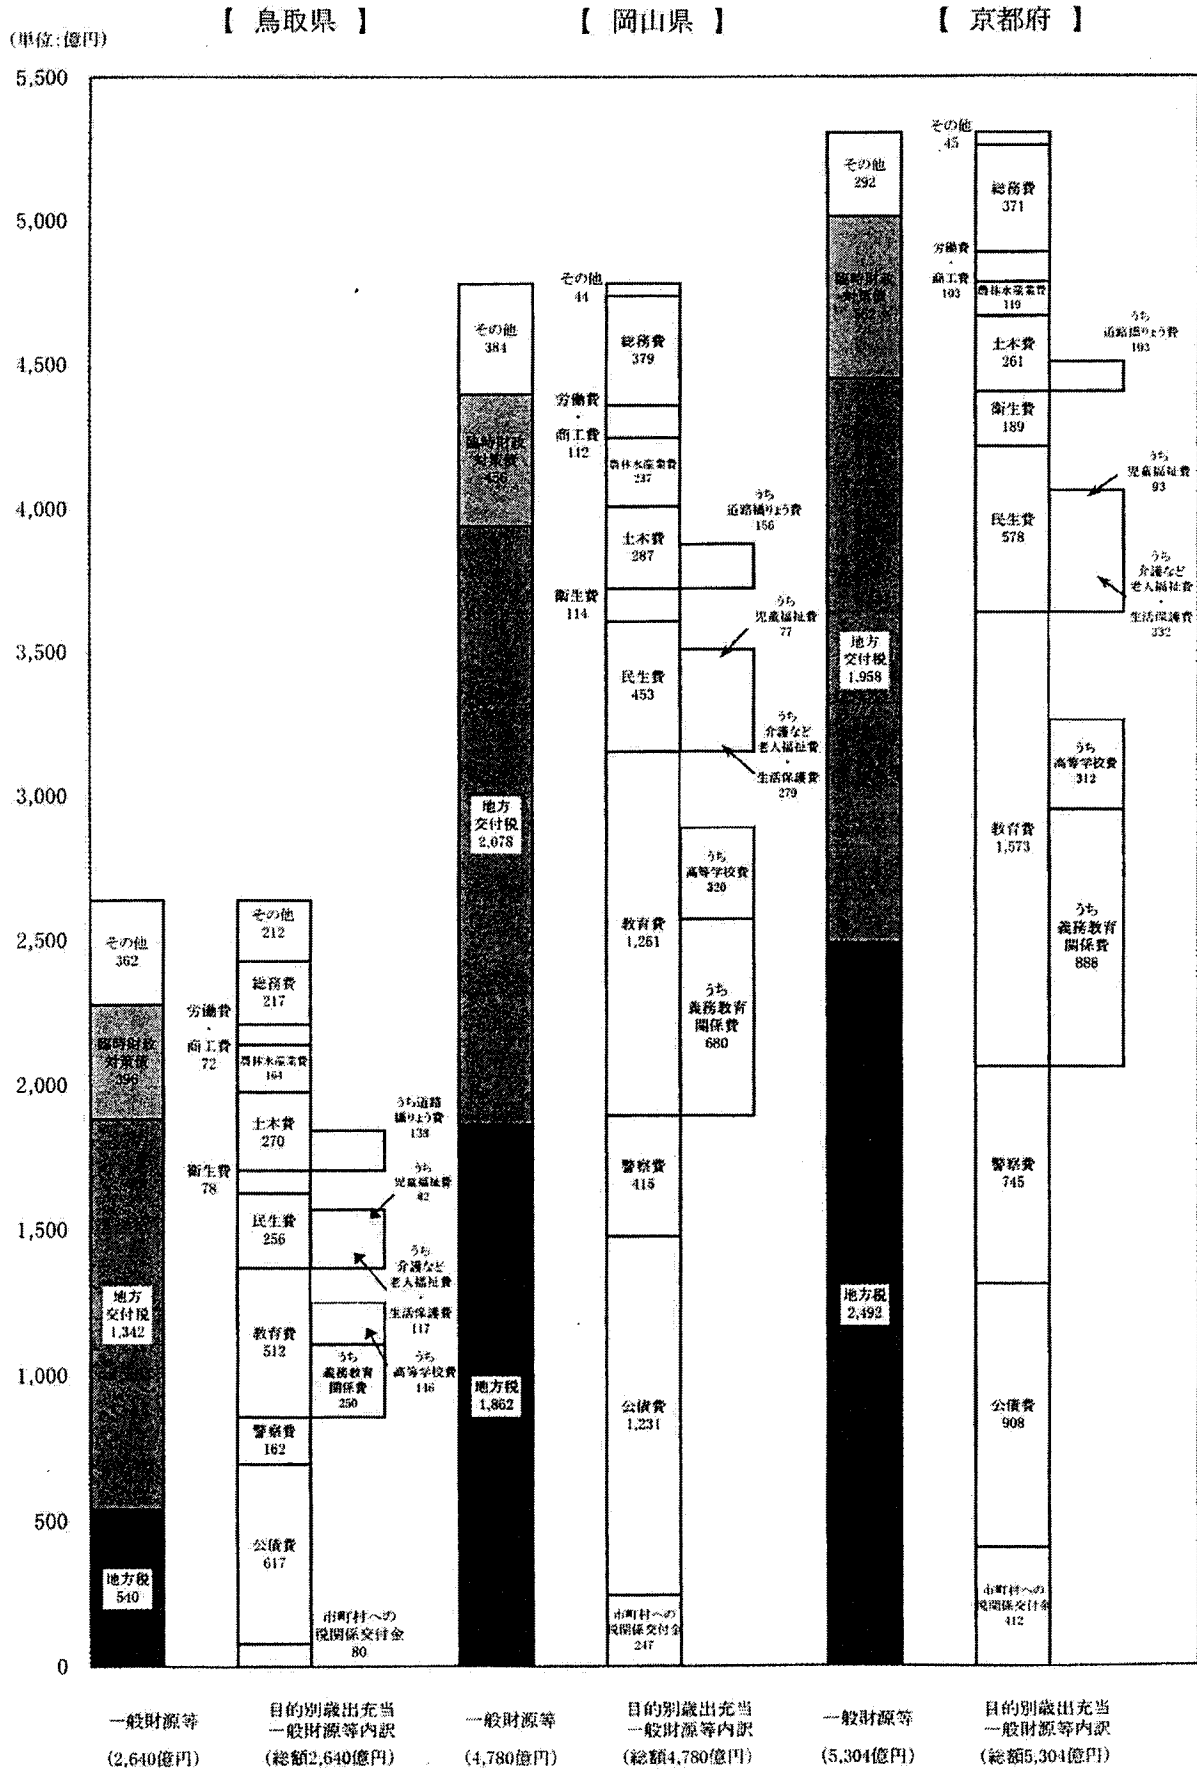 【 鳥取県 】
【 岡山県 】
【 京都府 】
(単位:億円)
5,500
5,000
4,500
4,000
3,500
3,000
2,500
2,000
1,500
1,000
500
0
その他
362
臨時財政
対策債
396
地方
交付税
1,342
地方税
540
その他
212
総務費
217
労働費
・
商工費
72
農林水産業費
164
土木費
270
うち道路
橋りょう費
138
衛生費
78
民生費
256
うち
児童福祉費
82
うち
介護など
老人福祉費
・
生活保護費
117
教育費
512
うち
高等学校費
146
うち
義務教育
関係費
250
警察費
162
公債費
617
市町村への
税関係交付金
80
その他
384
臨時財政
対策債
456
地方
交付税
2,078
地方税
1,862
その他
44
総務費
379
労働費
・
商工費
112
農林水産業費
237
土木費
287
うち
道路橋りょう費
156
衛生費
114
民生費
453
うち
児童福祉費
77
うち
介護など
老人福祉費
・
生活保護費
279
教育費
1,261
うち
高等学校費
320
うち
義務教育
関係費
680
警察費
415
公債費
1,231
市町村への
税関係交付金
247
その他
292
臨時財政
対策債
562
地方
交付税
1,958
地方税
2,492
その他
45
総務費
371
労働費
・
商工費
103
農林水産業費
119
土木費
261
うち
道路橋りょう費
103
衛生費
189
民生費
578
うち
児童福祉費
93
うち
介護など
老人福祉費
・
生活保護費
332
教育費
1,573
うち
高等学校費
312
うち
義務教育
関係費
888
警察費
745
公債費
908
市町村への
税関係交付金
412
一般財源等
(2,640億円)
目的別歳出充当
一般財源等内訳
(総額2,640億円)
一般財源等
(4,780億円)
目的別歳出充当
一般財源等内訳
(総額4,780億円)
一般財源等
(5,304億円)
目的別歳出充当
一般財源等内訳
(総額5,304億円)